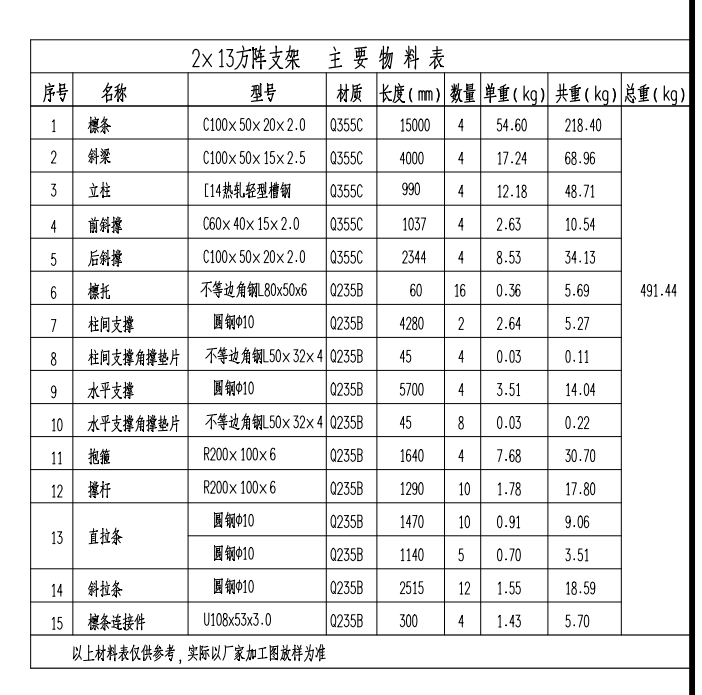 2×13方阵支架 主要物料表
序号 名称 型号 材质 长度(mm) 数量 单重(kg) 共重(kg) 总重(kg)
1 檩条 C100×50×20×2.0 Q355C 15000 4 54.60 218.40
2 斜梁 C100×50×15×2.5 Q355C 4000 4 17.24 68.96
3 立柱 [14热轧轻型槽钢 Q355C 990 4 12.18 48.71
4 前斜撑 C60×40×15×2.0 Q355C 1037 4 2.63 10.54
5 后斜撑 C100×50×20×2.0 Q355C 2344 4 8.53 34.13
6 檩托 不等边角钢L80x50x6 Q235B 60 16 0.36 5.69 491.44
7 柱间支撑 圆钢Φ10 Q235B 4280 2 2.64 5.27
8 柱间支撑角撑垫片 不等边角钢L50×32×4 Q235B 45 4 0.03 0.11
9 水平支撑 圆钢Φ10 Q235B 5700 4 3.51 14.04
10 水平支撑角撑垫片 不等边角钢L50×32×4 Q235B 45 8 0.03 0.22
11 抱箍 R200×100×6 Q235B 1640 4 7.68 30.70
12 撑杆 R200×100×6 Q235B 1290 10 1.78 17.80
13 直拉条 圆钢Φ10 Q235B 1470 10 0.91 9.06
圆钢Φ10 Q235B 1140 5 0.70 3.51
14 斜拉条 圆钢Φ10 Q235B 2515 12 1.55 18.59
15 檩条连接件 U108x53x3.0 Q235B 300 4 1.43 5.70
以上材料表仅供参考，实际以厂家加工图放样为准